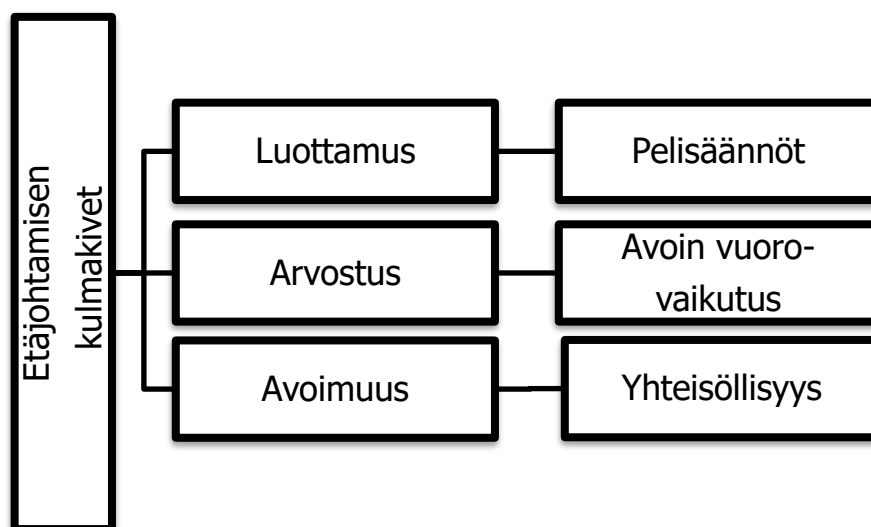 Etäjohtamisen
kulmakivet
Luottamus
Pelisäännöt
Arvostus
Avoin vuoro-
vaikutus
Avoimuus
Yhteisöllisyys